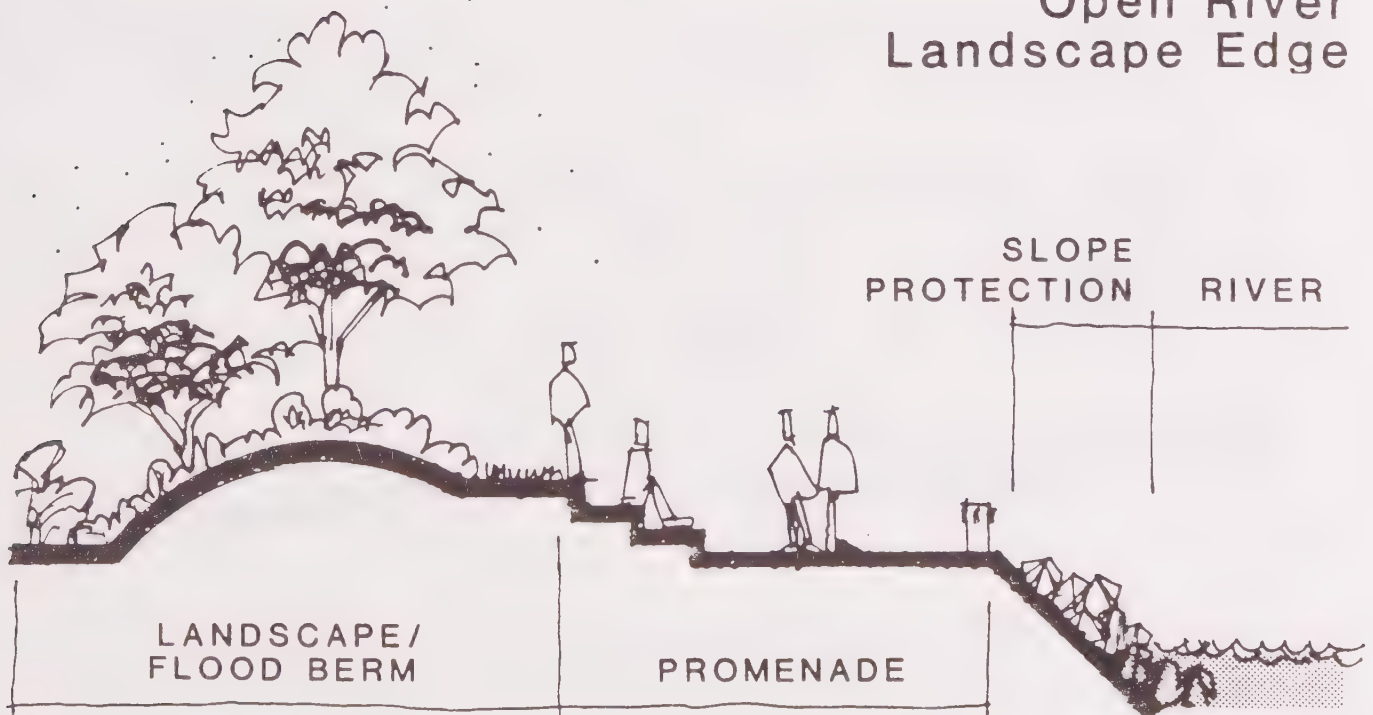 Open River
Landscape Edge
SLOPE
PROTECTION
RIVER
LANDSCAPE/
FLOOD BERM
PROMENADE